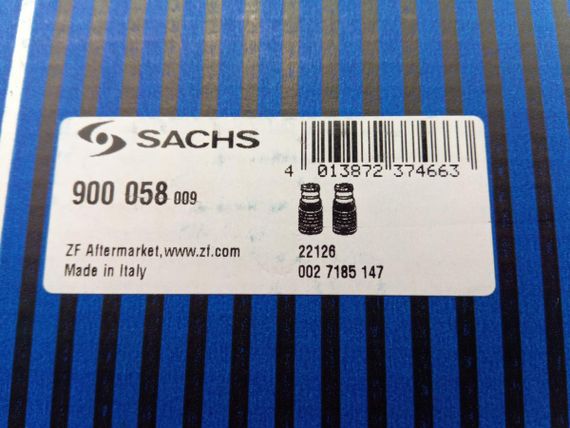 SACHS
4 013872 374663
900 058 009
ZF Aftermarket, www.zf.com
Made in Italy
22126
002 7185 147